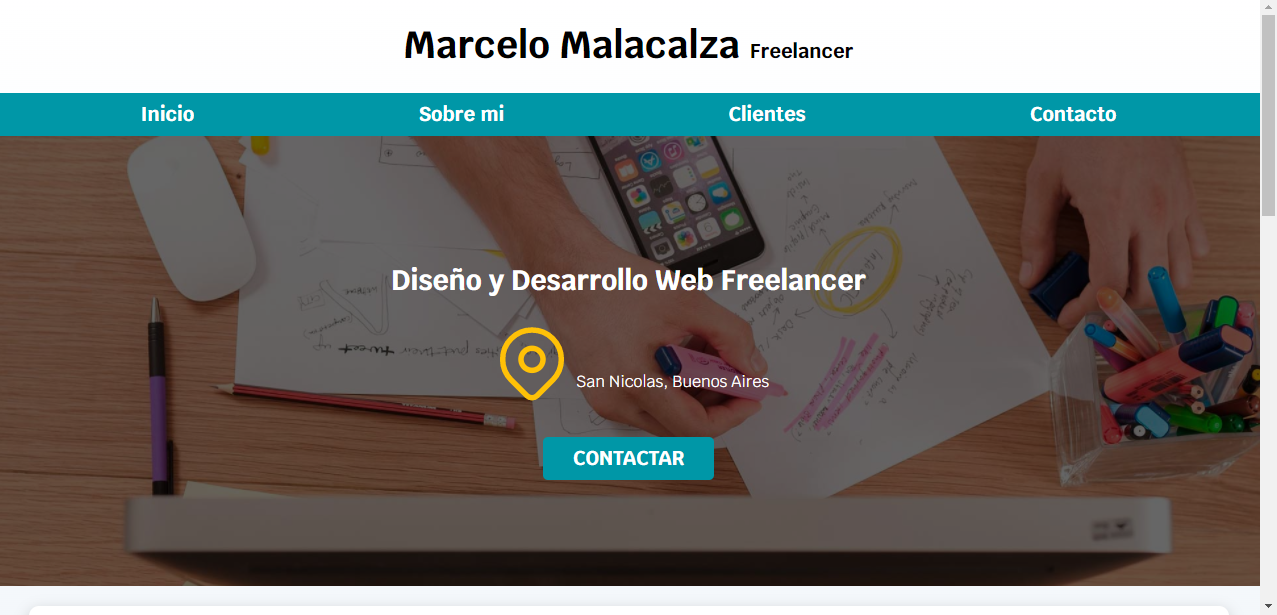 Marcelo Malacalza Freelancer
Inicio Sobre mi Clientes Contacto
Diseño y Desarrollo Web Freelancer
San Nicolas, Buenos Aires
CONTACTAR